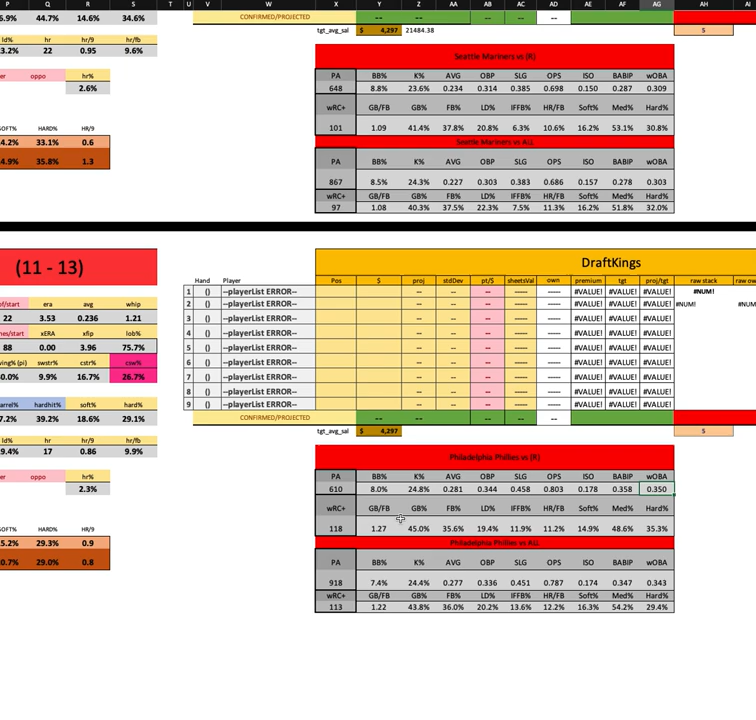 P Q R S T U V W X Y Z AA AB AC AD AE AF AG AH AI
6.9% 44.7% 14.6% 34.6% CONFIRMED/PROJECTED -- -- -- -- --
tgt_avg_sal $ 4,297 21484.38 5
ld% hr hr/9 hr/fb
3.2% 22 0.95 9.6%
Seattle Mariners vs (R)
er oppo hr%
2.6%
PA BB% K% AVG OBP SLG OPS ISO BABIP wOBA
648 8.8% 23.6% 0.234 0.314 0.385 0.698 0.150 0.287 0.309
wRC+ GB/FB GB% FB% LD% IFFB% HR/FB Soft% Med% Hard%
SOFT% HARD% HR/9
101 1.09 41.4% 37.8% 20.8% 6.3% 10.6% 16.2% 53.1% 30.8%
4.2% 33.1% 0.6
Seattle Mariners vs ALL
4.9% 35.8% 1.3
PA BB% K% AVG OBP SLG OPS ISO BABIP wOBA
867 8.5% 24.3% 0.227 0.303 0.383 0.686 0.157 0.278 0.303
wRC+ GB/FB GB% FB% LD% IFFB% HR/FB Soft% Med% Hard%
97 1.08 40.3% 37.5% 22.3% 7.5% 11.3% 16.2% 51.8% 32.0%
(11 - 13) DraftKings
Hand Player Pos $ proj stdDev pt/$ sheetsVal own premium tgt proj/tgt raw stack raw ow
1 () --playerList ERROR-- -- -- -- ----- ----- #VALUE! #VALUE! #VALUE! #NUM!
of/start era avg whip
2 () --playerList ERROR-- -- -- -- ----- ----- #VALUE! #VALUE! #VALUE! #NUM! #NUM
22 3.53 0.236 1.21
3 () --playerList ERROR-- -- -- -- ----- ----- #VALUE! #VALUE! #VALUE!
hes/start xERA xfip lob%
4 () --playerList ERROR-- -- -- -- ----- ----- #VALUE! #VALUE! #VALUE!
88 0.00 3.96 75.7%
5 () --playerList ERROR-- -- -- -- ----- ----- #VALUE! #VALUE! #VALUE!
ving% (pi) swstr% cstr% csw%
6 () --playerList ERROR-- -- -- -- ----- ----- #VALUE! #VALUE! #VALUE!
0.0% 9.9% 16.7% 26.7%
7 () --playerList ERROR-- -- -- -- ----- ----- #VALUE! #VALUE! #VALUE!
8 () --playerList ERROR-- -- -- -- ----- ----- #VALUE! #VALUE! #VALUE!
arrel% hardhit% soft% hard%
9 () --playerList ERROR-- -- -- -- ----- ----- #VALUE! #VALUE! #VALUE!
7.2% 39.2% 18.6% 29.1%
CONFIRMED/PROJECTED -- -- -- -- --
tgt_avg_sal $ 4,297 5
ld% hr hr/9 hr/fb
9.4% 17 0.86 9.9%
Philadelphia Phillies vs (R)
er oppo hr%
2.3%
PA BB% K% AVG OBP SLG OPS ISO BABIP wOBA
610 8.0% 24.8% 0.281 0.344 0.458 0.803 0.178 0.358 0.350
wRC+ GB/FB GB% FB% LD% IFFB% HR/FB Soft% Med% Hard%
SOFT% HARD% HR/9
118 1.27 45.0% 35.6% 19.4% 11.9% 11.2% 14.9% 48.6% 35.3%
5.2% 29.3% 0.9
Philadelphia Phillies vs ALL
0.7% 29.0% 0.8
PA BB% K% AVG OBP SLG OPS ISO BABIP wOBA
918 7.4% 24.4% 0.277 0.336 0.451 0.787 0.174 0.347 0.343
wRC+ GB/FB GB% FB% LD% IFFB% HR/FB Soft% Med% Hard%
113 1.22 43.8% 36.0% 20.2% 13.6% 12.2% 16.3% 54.2% 29.4%